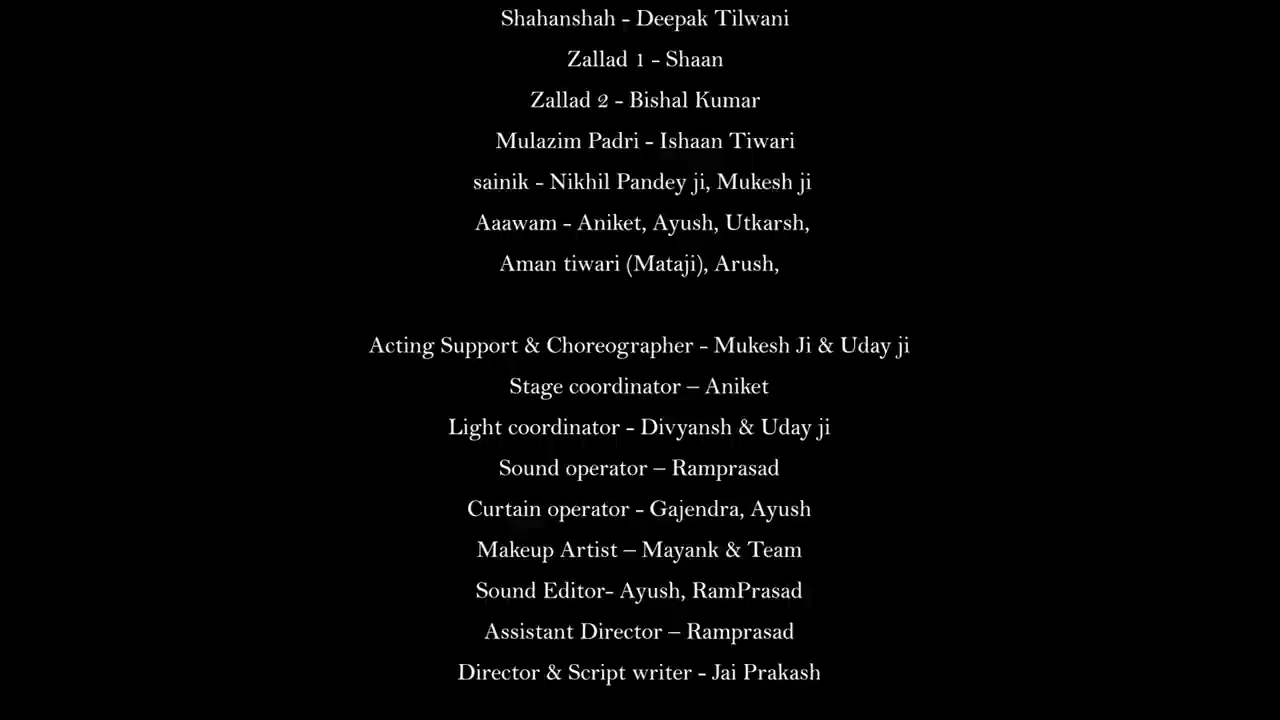 Shahanshah - Deepak Tilwani
Zallad 1 - Shaan
Zallad 2 - Bishal Kumar
Mulazim Padri - Ishaan Tiwari
sainik - Nikhil Pandey ji, Mukesh ji
Aaawam - Aniket, Ayush, Utkarsh,
Aman tiwari (Mataji), Arush,
Acting Support & Choreographer - Mukesh Ji & Uday ji
Stage coordinator – Aniket
Light coordinator - Divyansh & Uday ji
Sound operator – Ramprasad
Curtain operator - Gajendra, Ayush
Makeup Artist – Mayank & Team
Sound Editor- Ayush, RamPrasad
Assistant Director – Ramprasad
Director & Script writer - Jai Prakash